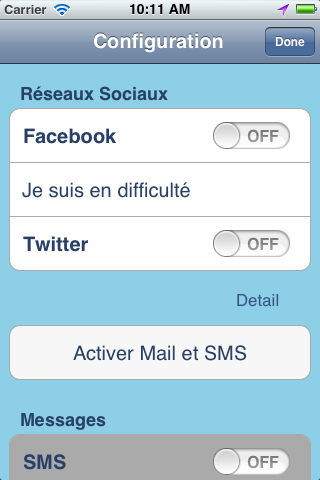 Carrier 10:11 AM
Configuration Done
Réseaux Sociaux
Facebook OFF
Je suis en difficulté
Twitter OFF
Detail
Activer Mail et SMS
Messages
SMS OFF